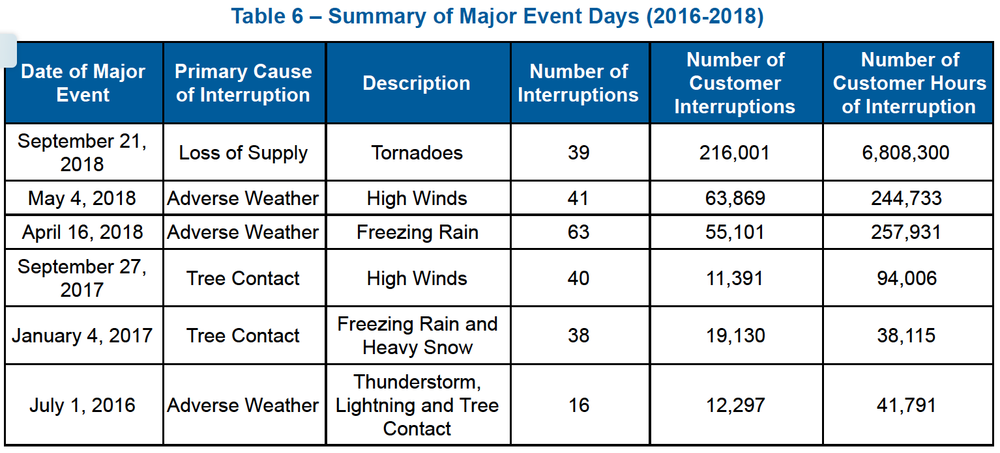 Table 6 – Summary of Major Event Days (2016-2018)
Date of Major
Event
Primary Cause
of Interruption
Description
Number of
Interruptions
Number of
Customer
Interruptions
Number of
Customer Hours
of Interruption
September 21,
2018
Loss of Supply
Tornadoes
39
216,001
6,808,300
May 4, 2018
Adverse Weather
High Winds
41
63,869
244,733
April 16, 2018
Adverse Weather
Freezing Rain
63
55,101
257,931
September 27,
2017
Tree Contact
High Winds
40
11,391
94,006
January 4, 2017
Tree Contact
Freezing Rain and
Heavy Snow
38
19,130
38,115
July 1, 2016
Adverse Weather
Thunderstorm,
Lightning and Tree
Contact
16
12,297
41,791